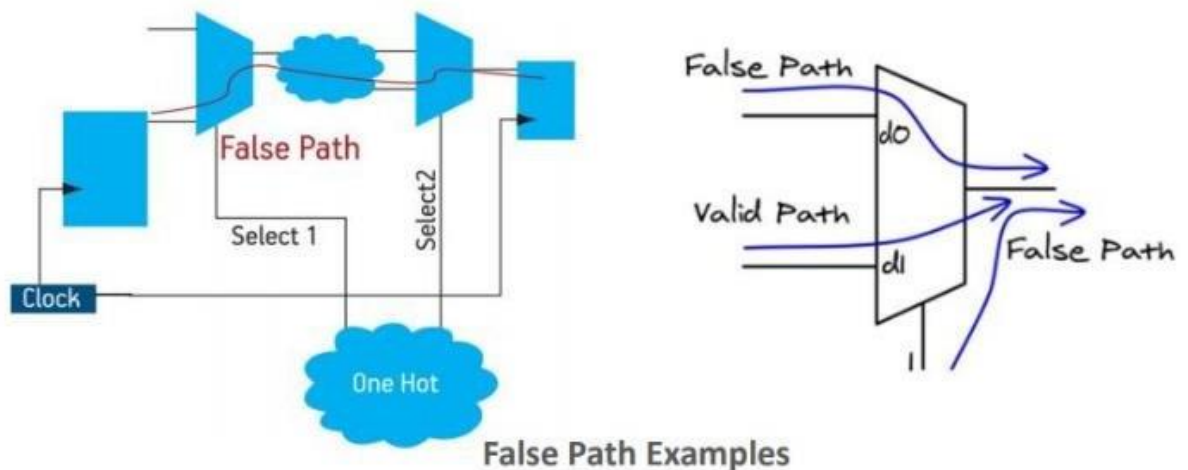 False Path
Select 1
Select2
Clock
One Hot
False Path
d0
Valid Path
d1
False Path
1
False Path Examples